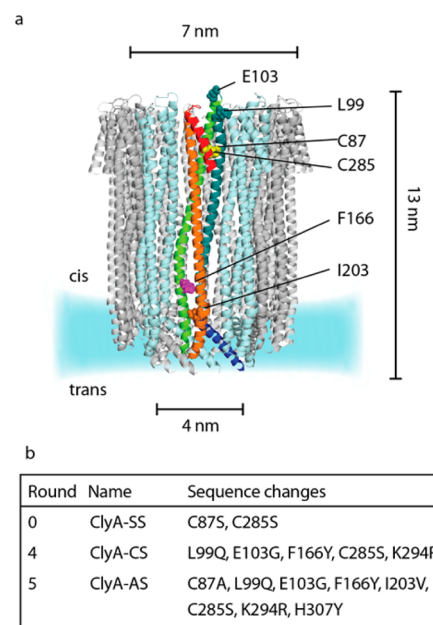 a
7 nm
E103
L99
C87
C285
F166
I203
13 nm
cis
trans
4 nm
b
Round Name Sequence changes
0 ClyA-SS C87S, C285S
4 ClyA-CS L99Q, E103G, F166Y, C285S, K294R
5 ClyA-AS C87A, L99Q, E103G, F166Y, I203V,
C285S, K294R, H307Y